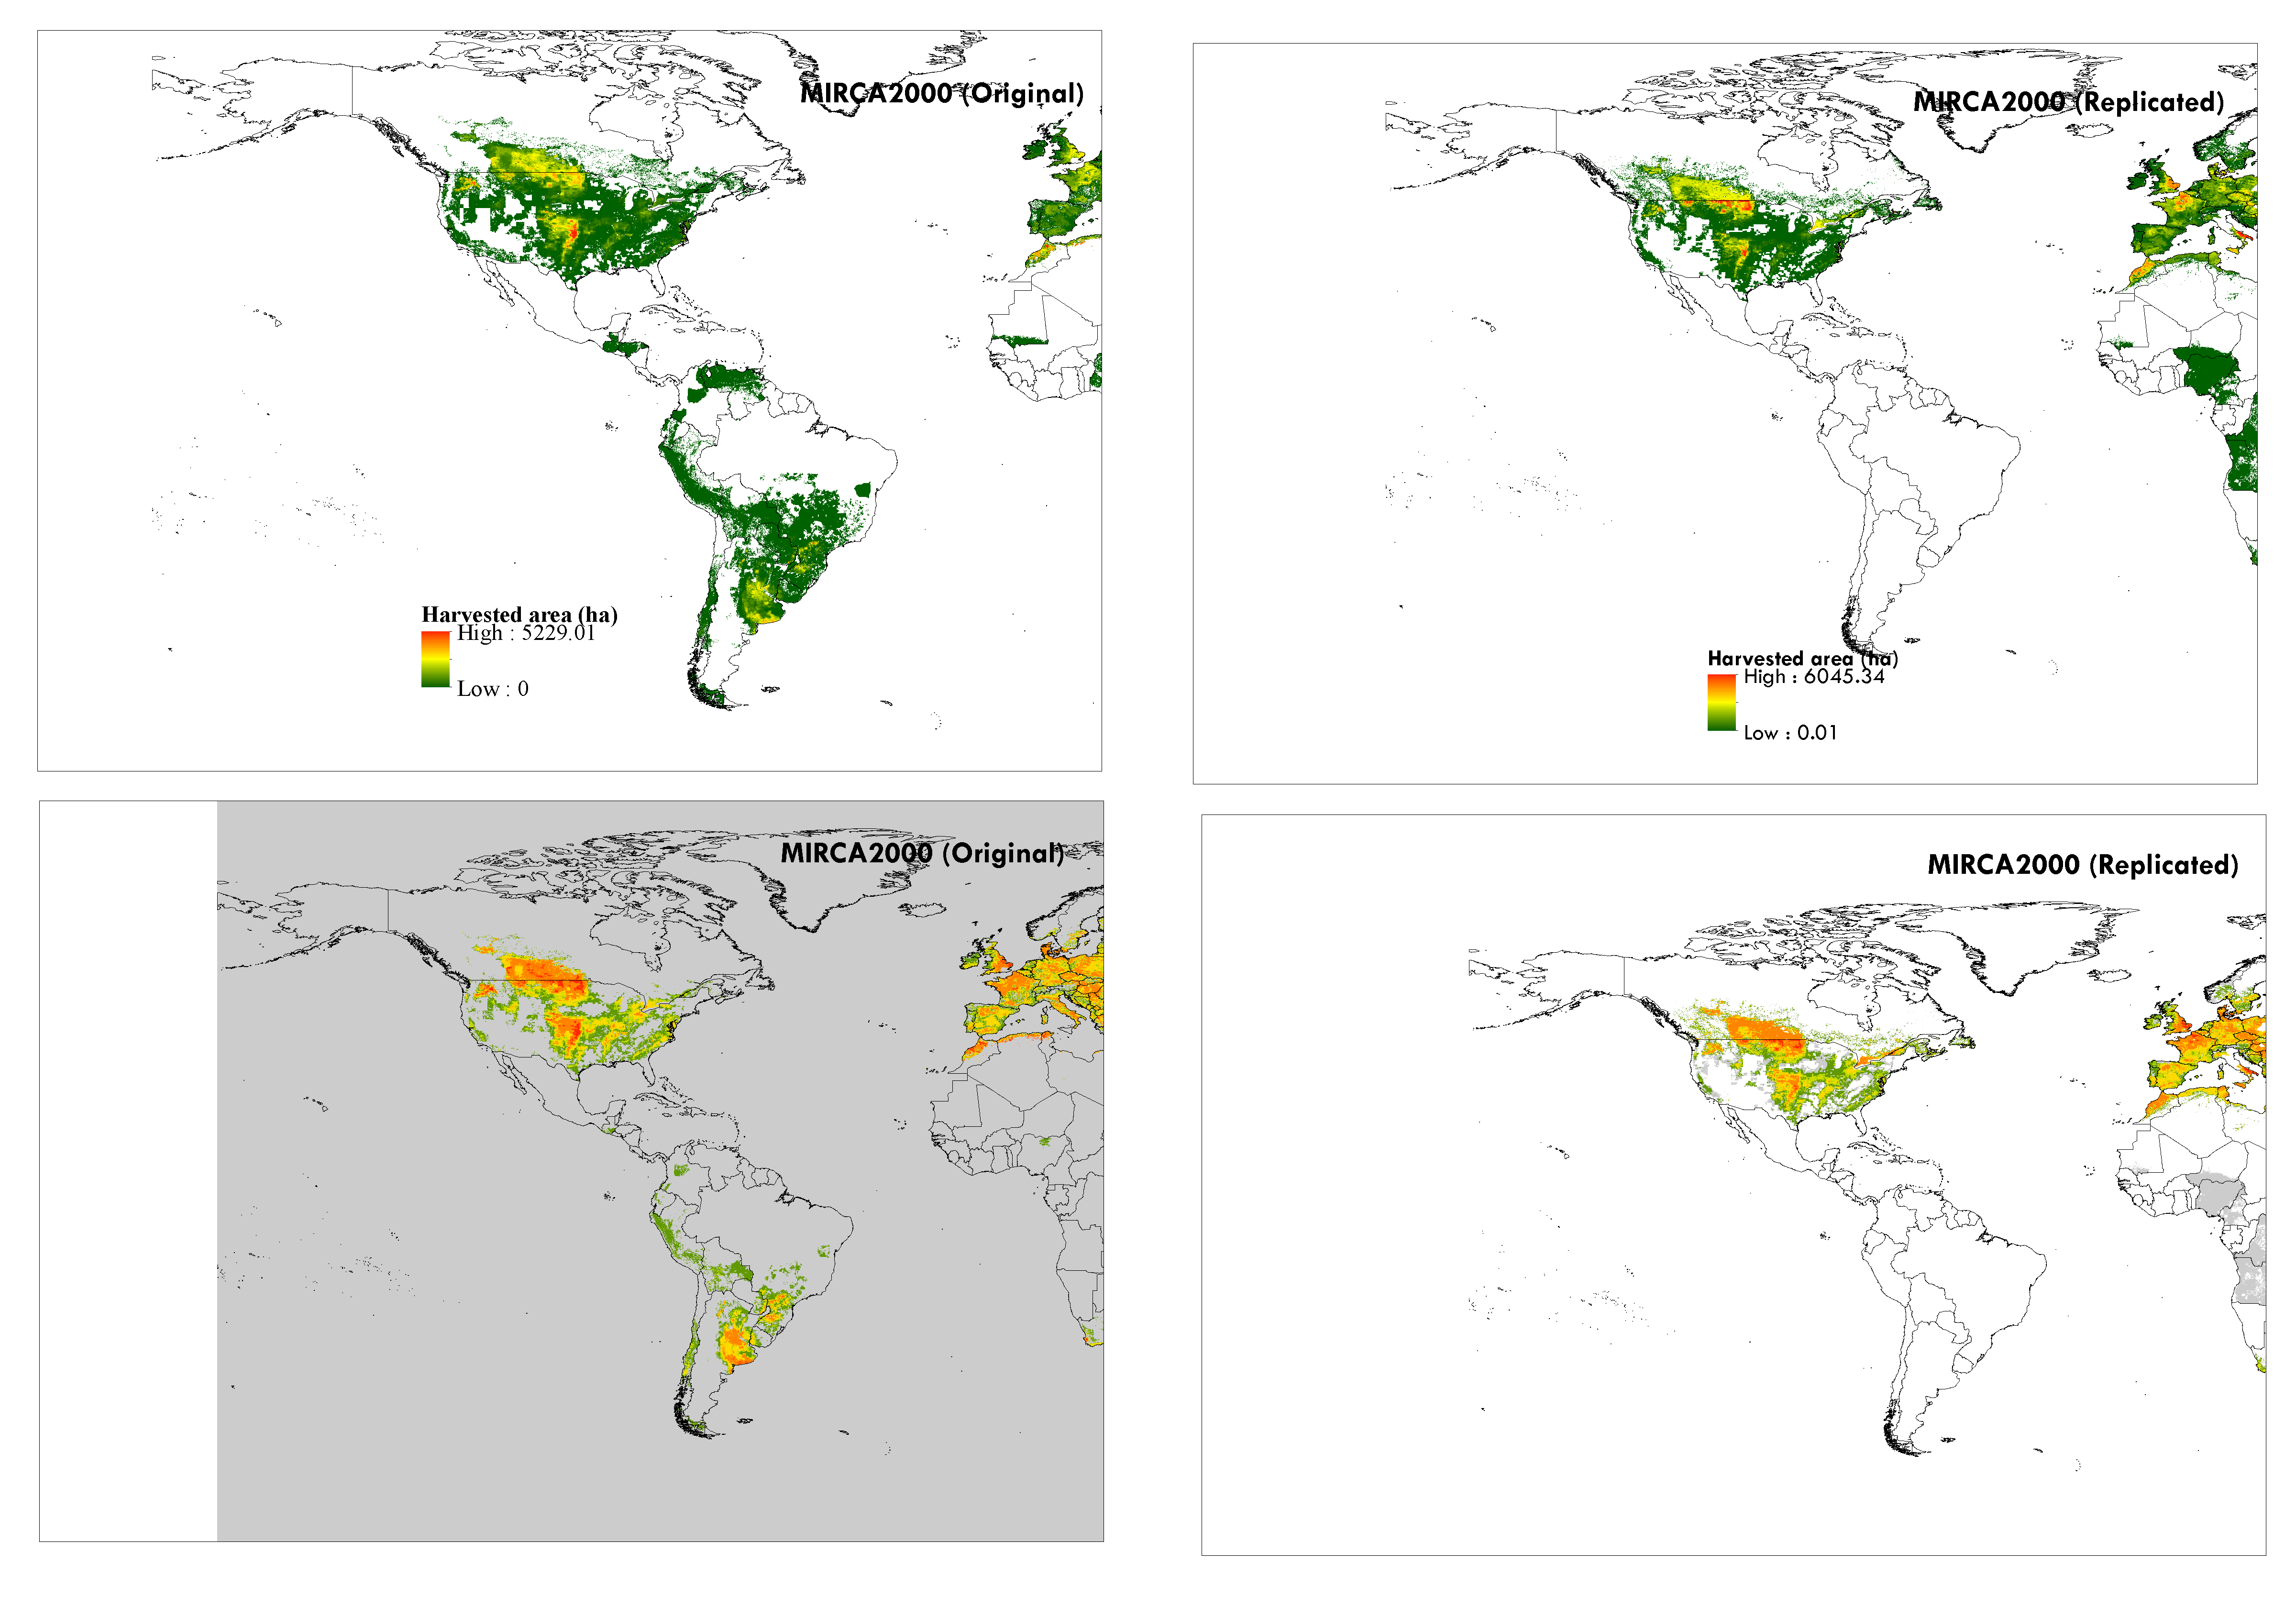 MIRCA2000 (Original)
Harvested area (ha)
High : 5229.01
Low : 0
MIRCA2000 (Replicated)
Harvested area (ha)
High : 6045.34
Low : 0.01
MIRCA2000 (Original)
MIRCA2000 (Replicated)